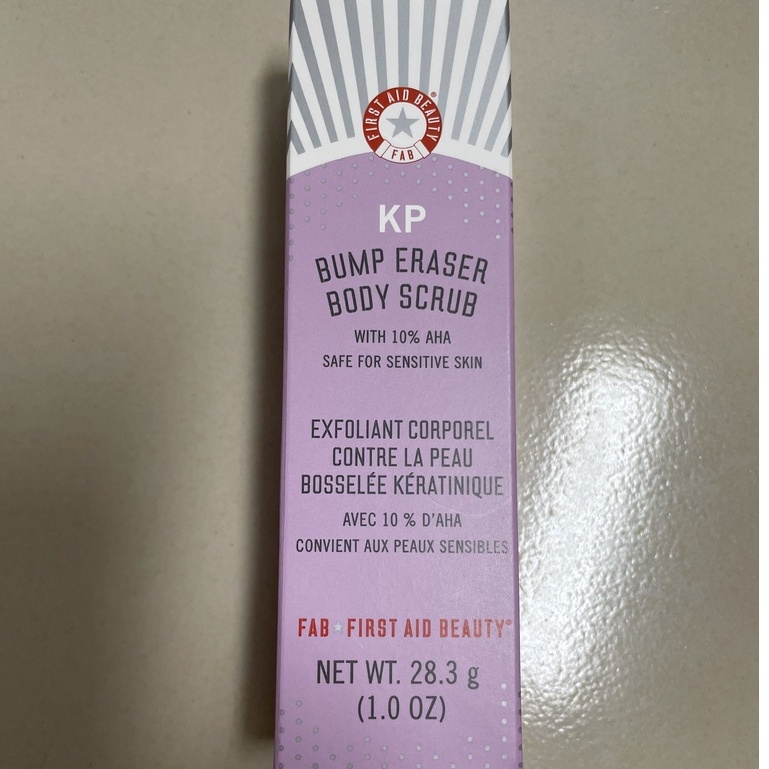 FIRST AID BEAUTY®
FAB
KP
BUMP ERASER
BODY SCRUB
WITH 10% AHA
SAFE FOR SENSITIVE SKIN
EXFOLIANT CORPOREL
CONTRE LA PEAU
BOSSELÉE KÉRATINIQUE
AVEC 10 % D'AHA
CONVIENT AUX PEAUX SENSIBLES
FAB FIRST AID BEAUTY®
NET WT. 28.3 g
(1.0 OZ)